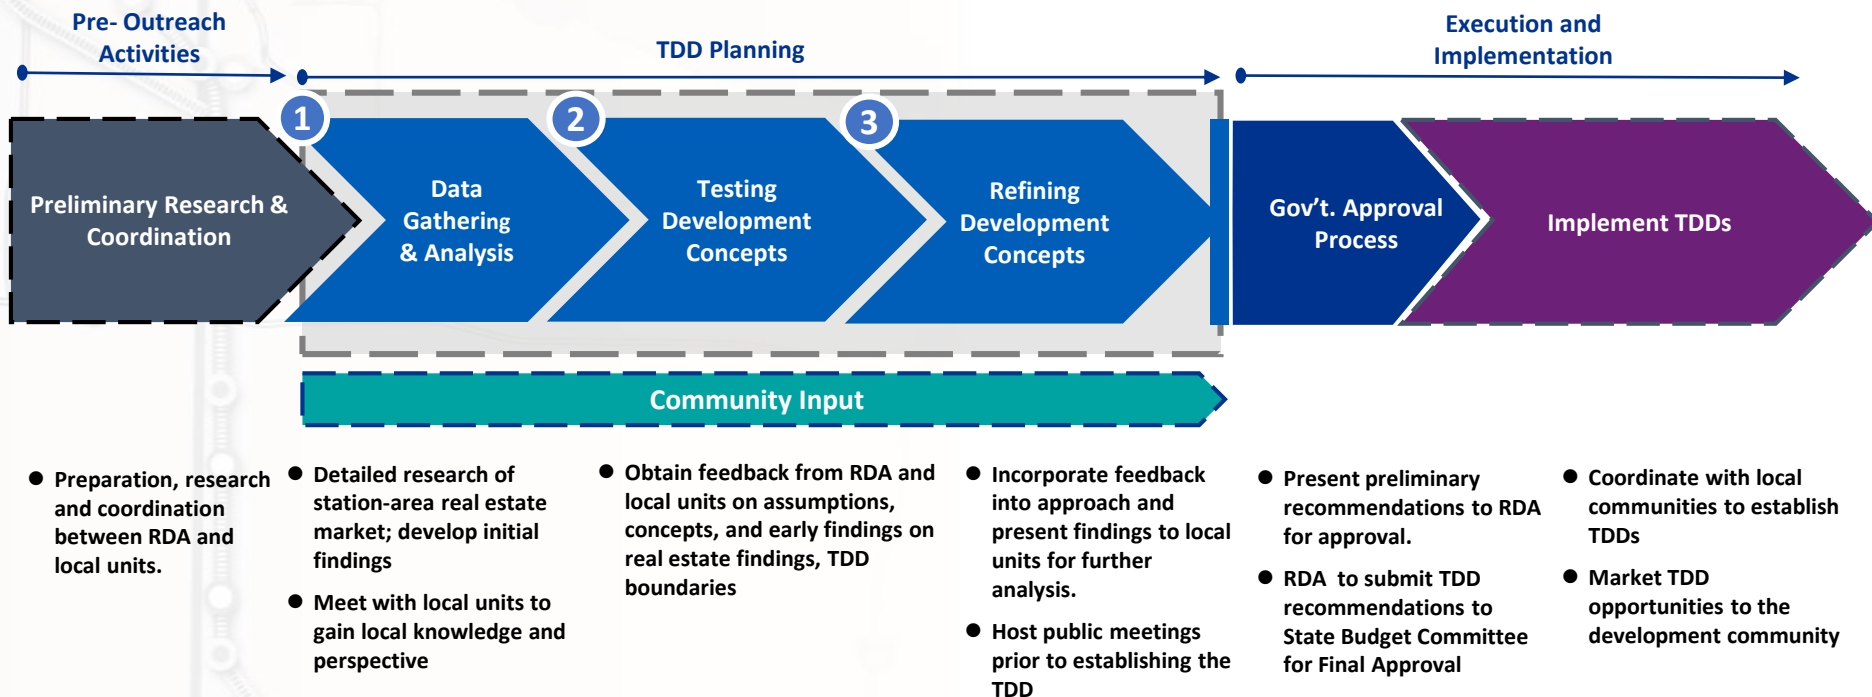 Pre- Outreach
Activities
TDD Planning
Execution and
Implementation
1
2
3
Preliminary Research &
Coordination
Data
Gathering
& Analysis
Testing
Development
Concepts
Refining
Development
Concepts
Gov't. Approval
Process
Implement TDDs
Community Input
● Preparation, research
and coordination
between RDA and
local units.
● Detailed research of
station-area real estate
market; develop initial
findings
● Meet with local units to
gain local knowledge and
perspective
● Obtain feedback from RDA and
local units on assumptions,
concepts, and early findings on
real estate findings, TDD
boundaries
● Incorporate feedback
into approach and
present findings to local
units for further
analysis.
● Host public meetings
prior to establishing the
TDD
● Present preliminary
recommendations to RDA
for approval.
● RDA to submit TDD
recommendations to
State Budget Committee
for Final Approval
● Coordinate with local
communities to establish
TDDs
● Market TDD
opportunities to the
development community